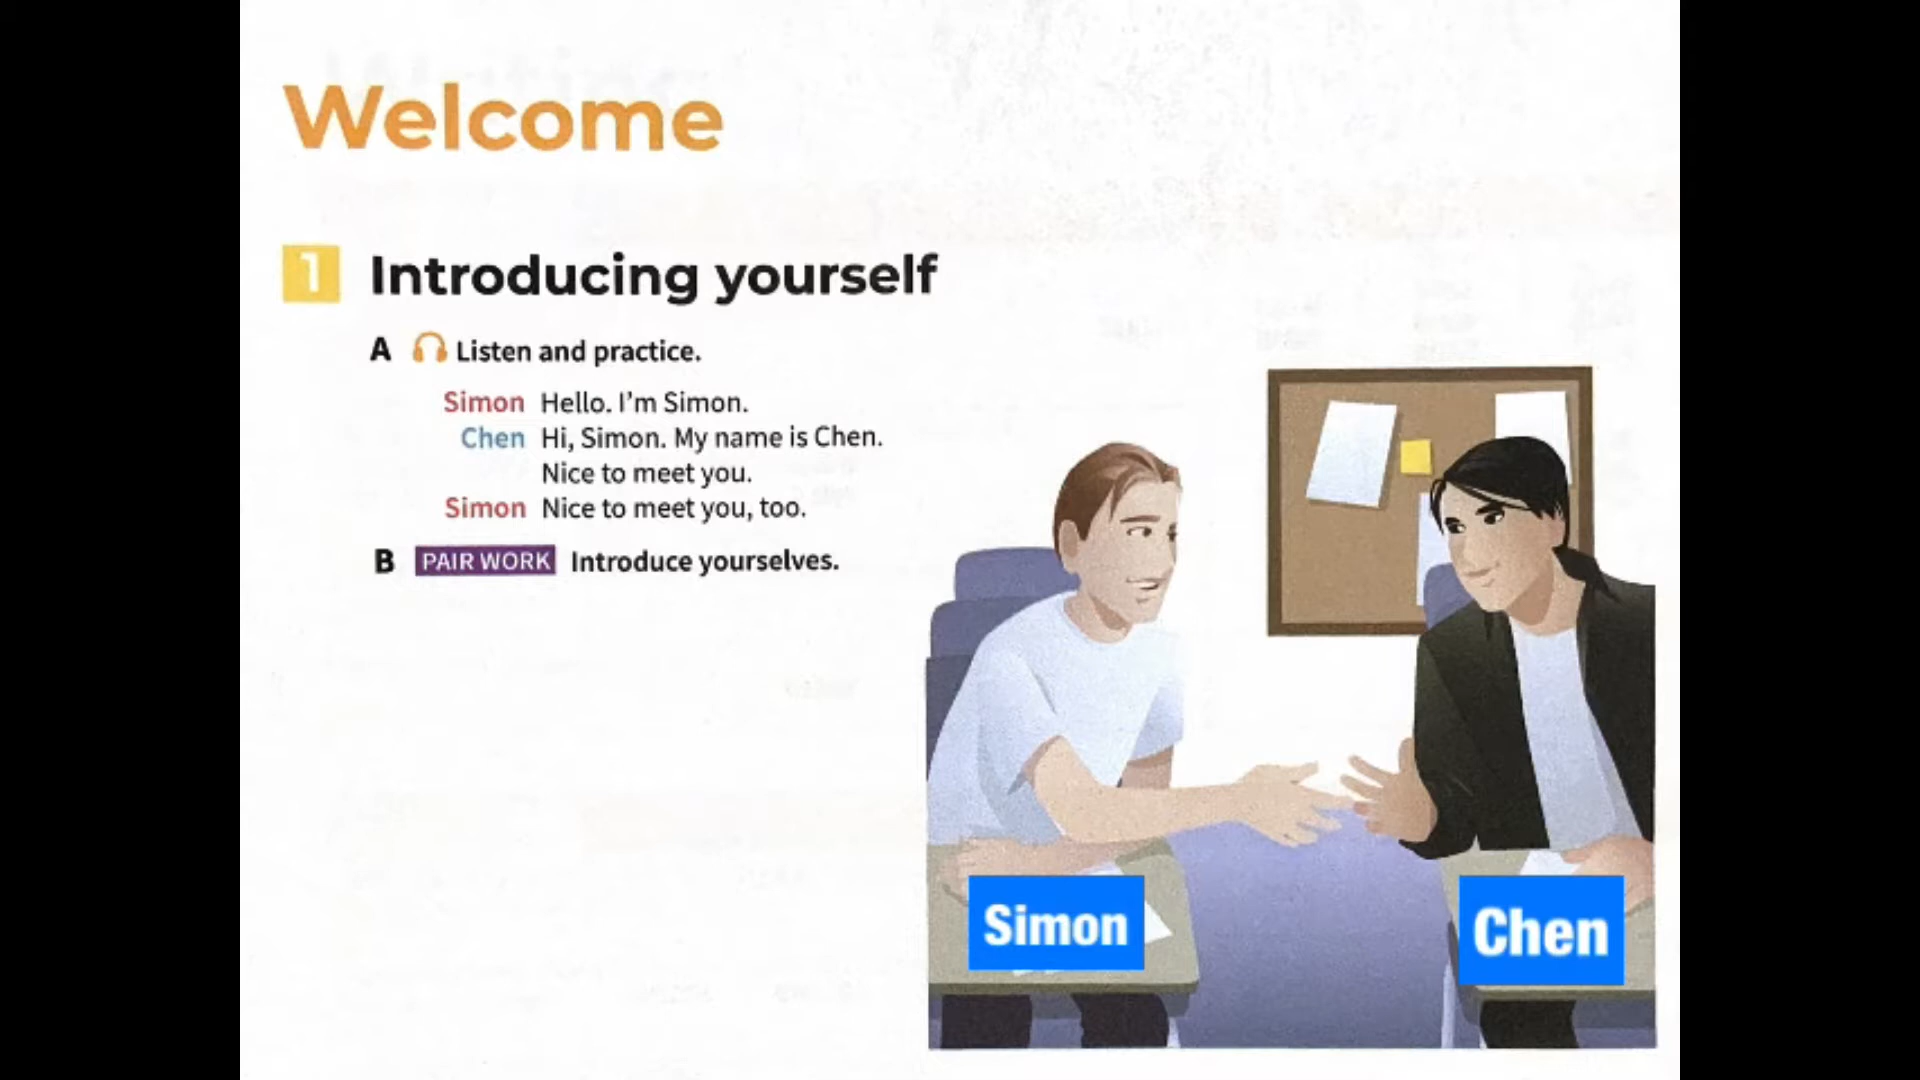 Welcome
1 Introducing yourself
A Listen and practice.
Simon Hello. I'm Simon.
Chen Hi, Simon. My name is Chen.
Nice to meet you.
Simon Nice to meet you, too.
B PAIR WORK Introduce yourselves.
Simon
Chen